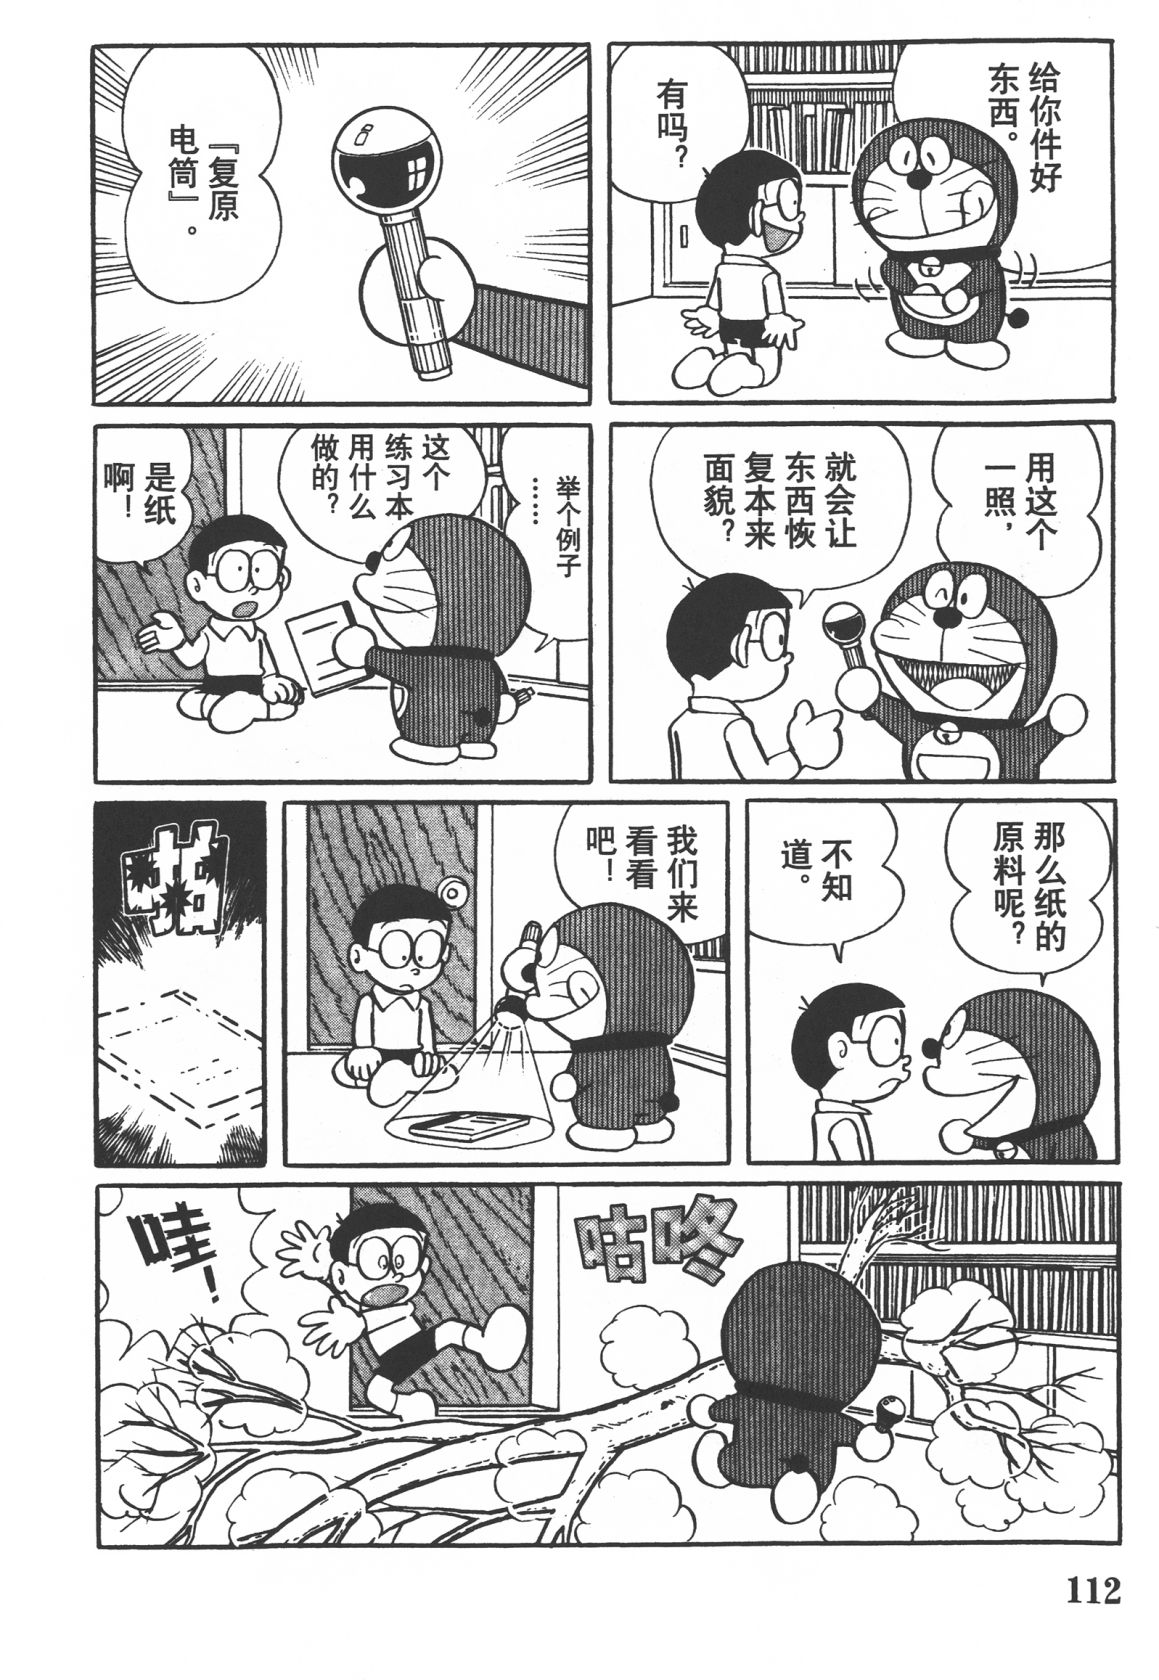 给你件好
东西。
有吗？
『复原
电筒』。
用这个
一照，
就会让
东西恢
复本来
面貌？
举个例子
……
这个
练习本
用什么
做的？
是纸
啊！
那么纸的
原料呢？
不知
道。
我们来
看看
吧！
啪
咕咚
哇！
112